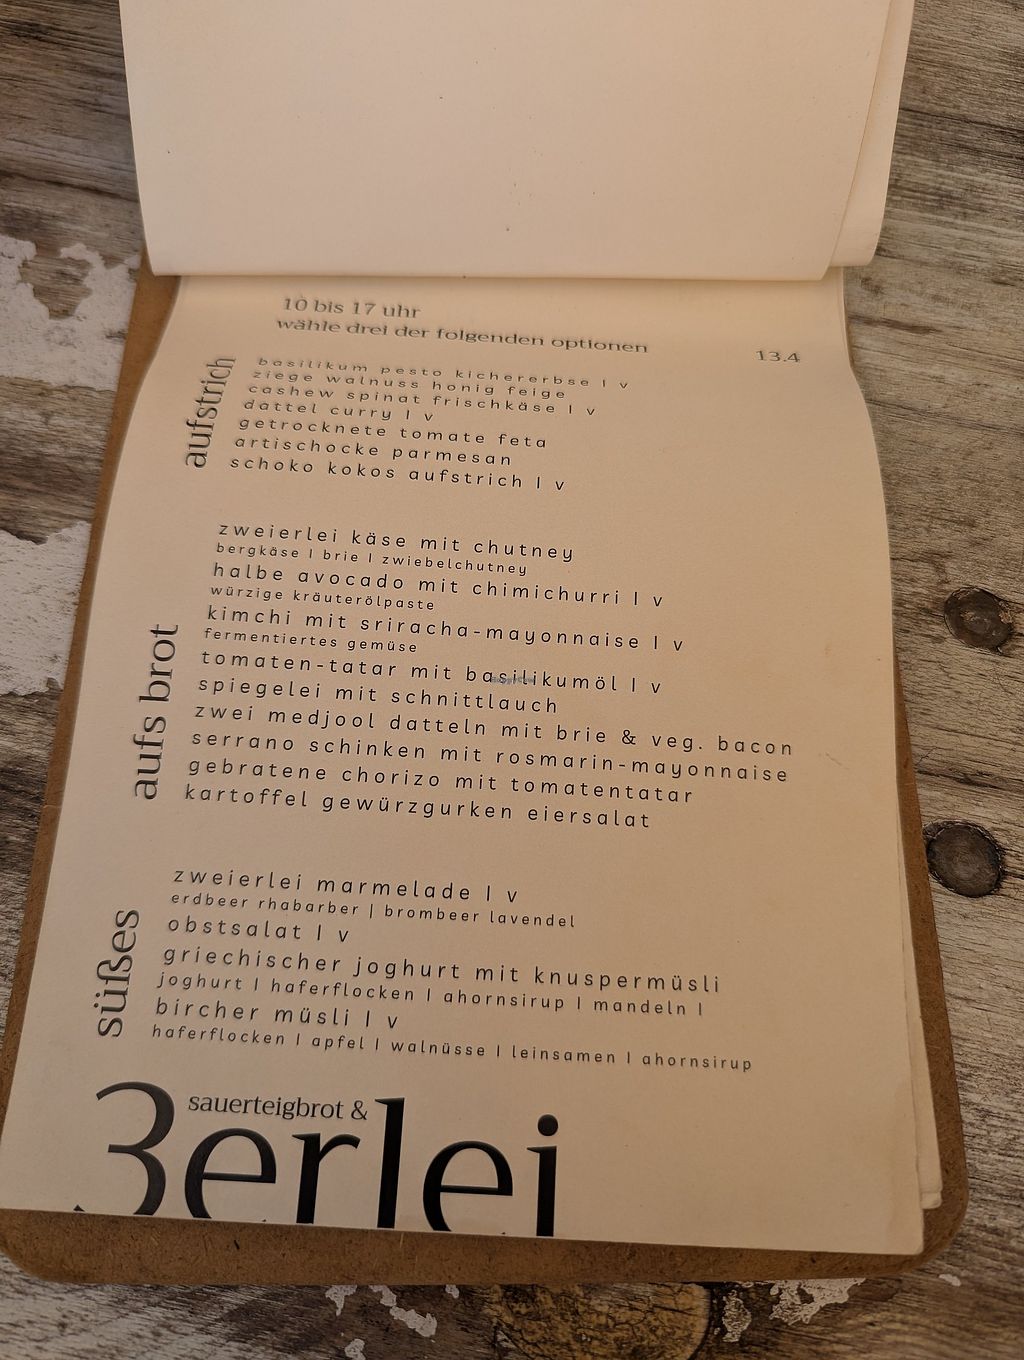 10 bis 17 uhr
wähle drei der folgenden optionen
13.4
aufstrich
basilikum pesto kichererbse | v
ziege walnuss honig feige
cashew spinat frischkäse | v
dattel curry | v
getrocknete tomate feta
artischocke parmesan
schoko kokos aufstrich | v
aufs brot
zweierlei käse mit chutney
bergkäse | brie | zwiebelchutney
halbe avocado mit chimichurri | v
würzige kräuterölpaste
kimchi mit sriracha-mayonnaise | v
fermentiertes gemüse
tomaten-tatar mit basilikumöl | v
spiegelei mit schnittlauch
zwei medjool datteln mit brie & veg. bacon
serrano schinken mit rosmarin-mayonnaise
gebratene chorizo mit tomatentatar
kartoffel gewürzgurken eiersalat
süßes
zweierlei marmelade | v
erdbeer rhabarber | brombeer lavendel
obstsalat | v
griechischer joghurt mit knuspermüsli
joghurt | haferflocken | ahornsirup | mandeln |
bircher müsli | v
haferflocken | apfel | walnüsse | leinsamen | ahornsirup
sauerteigbrot &
3erlei